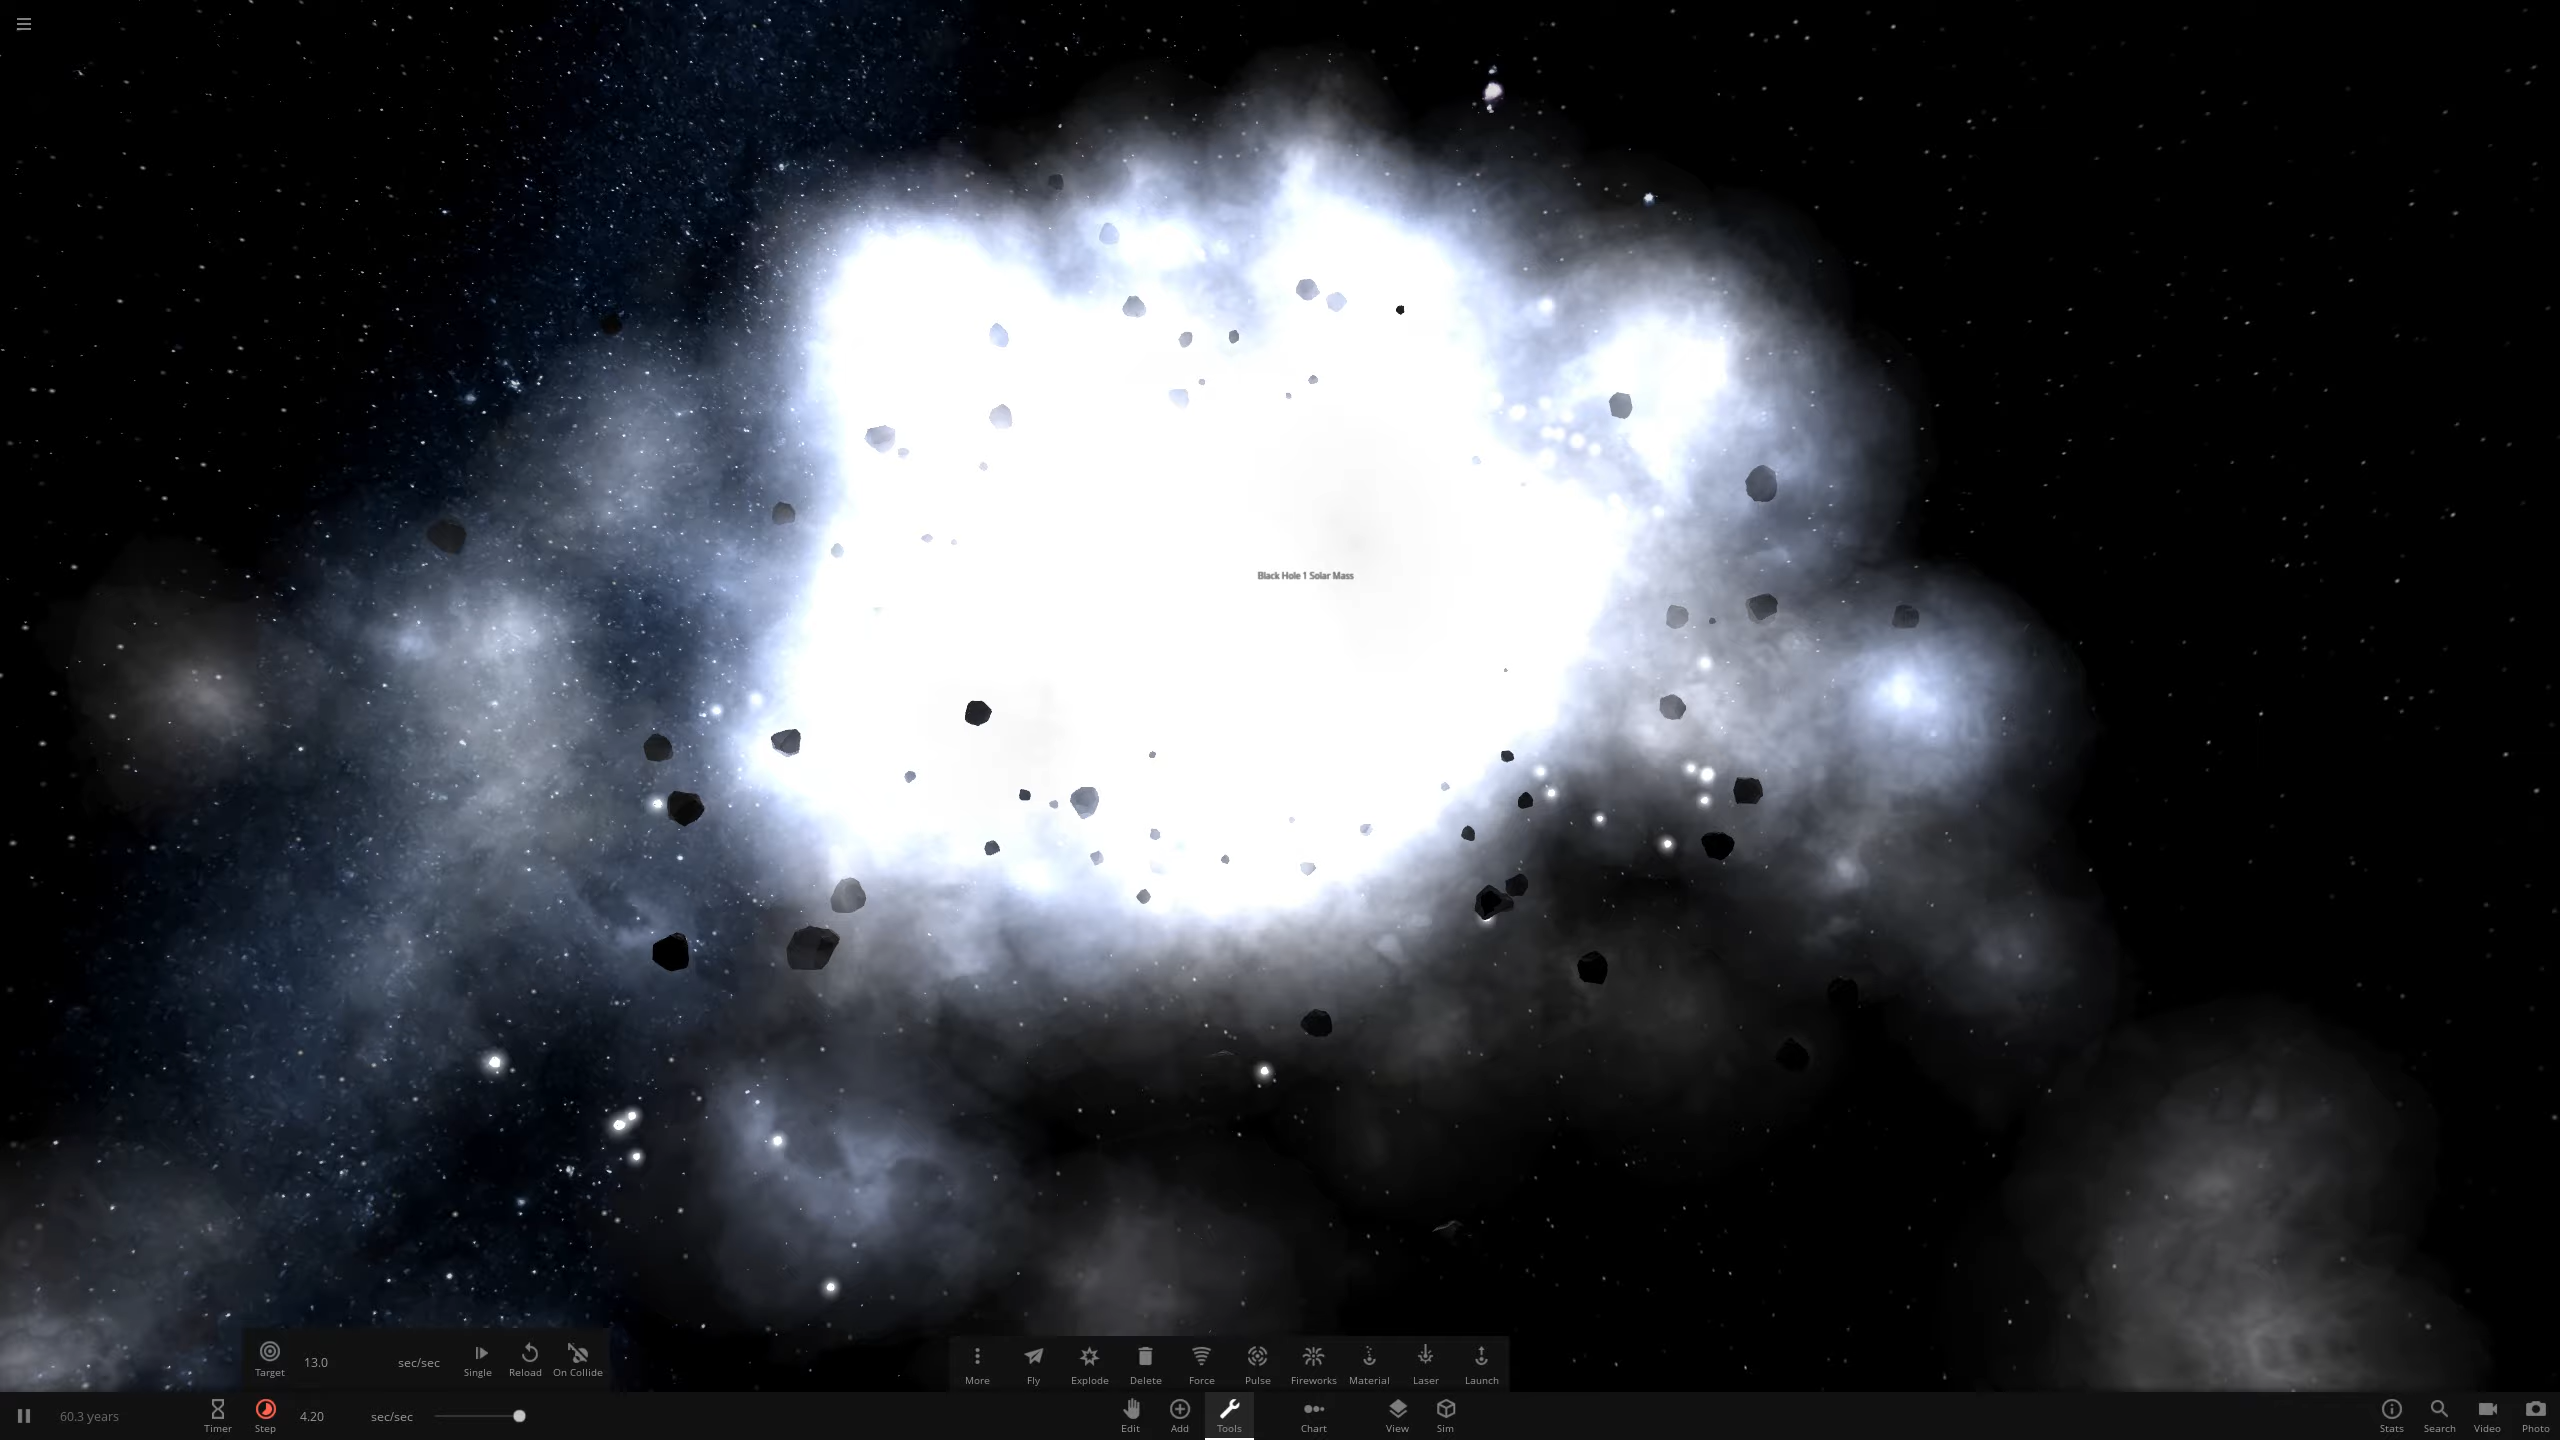 Black Hole 1 Solar Mass
Target
13.0
sec/sec
Single
Reload
On Collide
More
Fly
Explode
Delete
Force
Pulse
Fireworks
Material
Laser
Launch
60.3 years
Timer
Step
4.20
sec/sec
Edit
Add
Tools
Chart
View
Sim
Stats
Search
Video
Photo